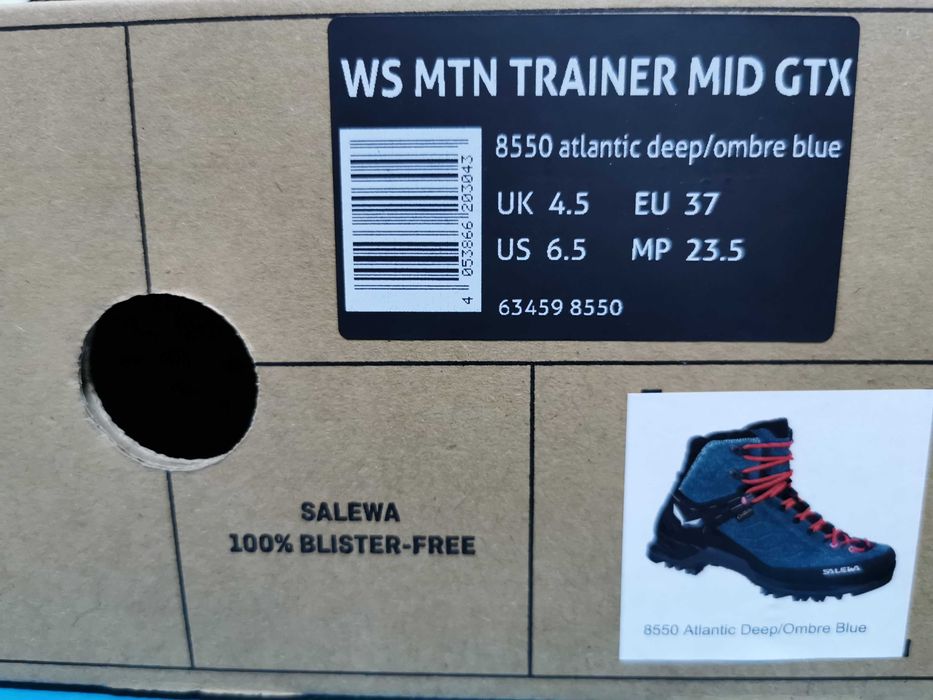 WS MTN TRAINER MID GTX
8550 atlantic deep/ombre blue
4 053866 203043
UK 4.5 EU 37
US 6.5 MP 23.5
63459 8550
SALEWA
100% BLISTER-FREE
SALEWA
8550 Atlantic Deep/Ombre Blue